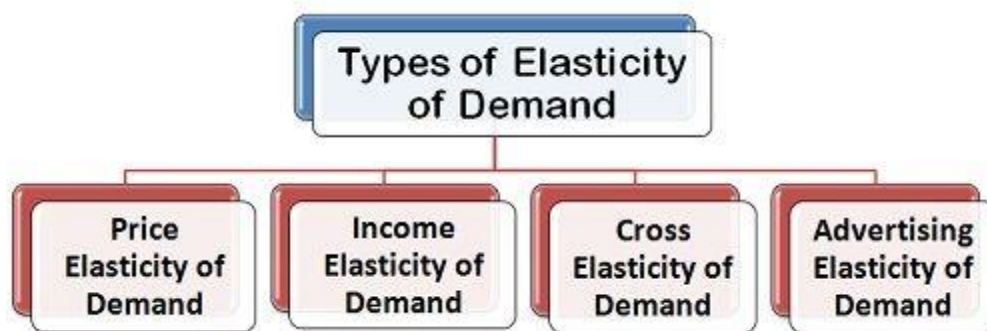 Types of Elasticity
of Demand
Price
Elasticity of
Demand
Income
Elasticity of
Demand
Cross
Elasticity of
Demand
Advertising
Elasticity of
Demand